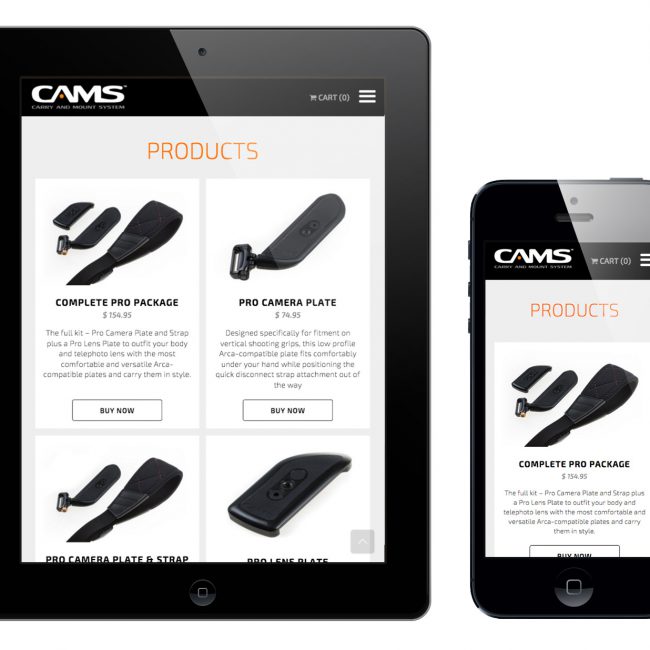 CAMS
CARRY AND MOUNT SYSTEM
CART (0)
PRODUCTS
COMPLETE PRO PACKAGE
$ 154.95
The full kit – Pro Camera Plate and Strap
plus a Pro Lens Plate to outfit your body
and telephoto lens with the most
comfortable and versatile Arca-
compatible plates and carry them in style.
BUY NOW
PRO CAMERA PLATE
$ 74.95
Designed specifically for fitment on
vertical shooting grips, this low profile
Arca-compatible plate fits comfortably
under your hand while positioning the
quick disconnect strap attachment out of
the way
BUY NOW
PRO CAMERA PLATE & STRAP
PRO LENS PLATE
CAMS
CARRY AND MOUNT SYSTEM
CART (0)
PRODUCTS
COMPLETE PRO PACKAGE
$ 154.95
The full kit – Pro Camera Plate and Strap plus
a Pro Lens Plate to outfit your body and
telephoto lens with the most comfortable and
versatile Arca-compatible plates and carry
them in style.
BUY NOW